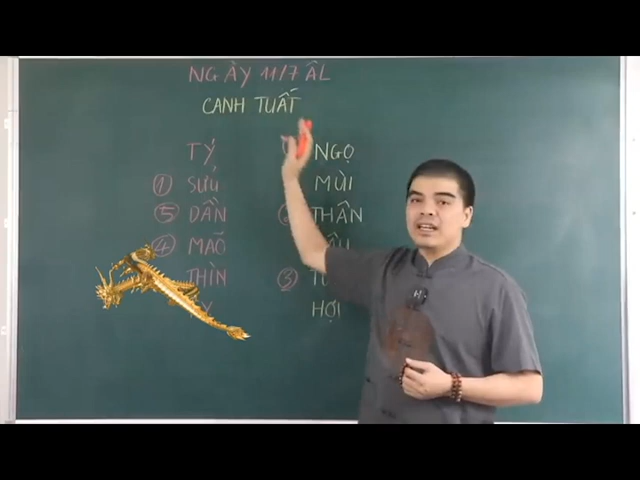 NGÀY 11/7 ÂL
CANH TUẤT
TÝ NGỌ
① SỬU MÙI
⑤ DẦN THÂN
④ MÃO
THÌN ③
HỢI